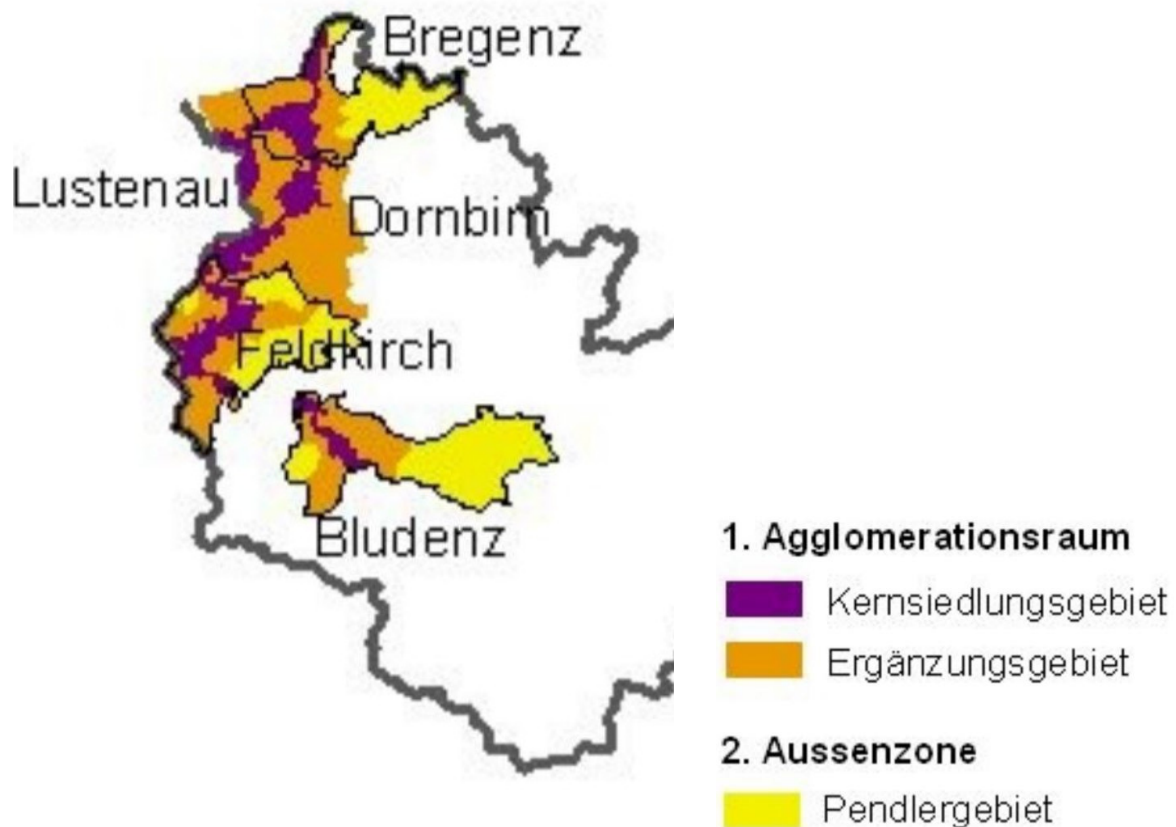 Bregenz
Lustenau
Dornbirn
Feldkirch
Bludenz
1. Agglomerationsraum
Kernsiedlungsgebiet
Ergänzungsgebiet
2. Aussenzone
Pendlergebiet